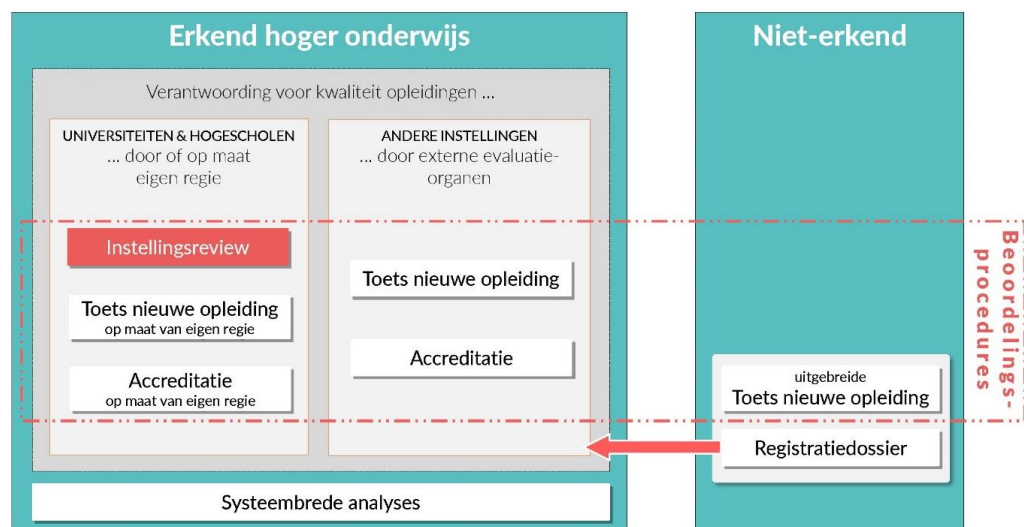 Erkend hoger onderwijs
Verantwoording voor kwaliteit opleidingen ...
UNIVERSITEITEN & HOGESCHOLEN
... door of op maat
eigen regie
Instellingsreview
Toets nieuwe opleiding
op maat van eigen regie
Accreditatie
op maat van eigen regie
ANDERE INSTELLINGEN
... door externe evaluatie-
organen
Toets nieuwe opleiding
Accreditatie
Systeembrede analyses
Niet-erkend
uitgebreide
Toets nieuwe opleiding
Registratiedossier
Beoordelings-
procedures